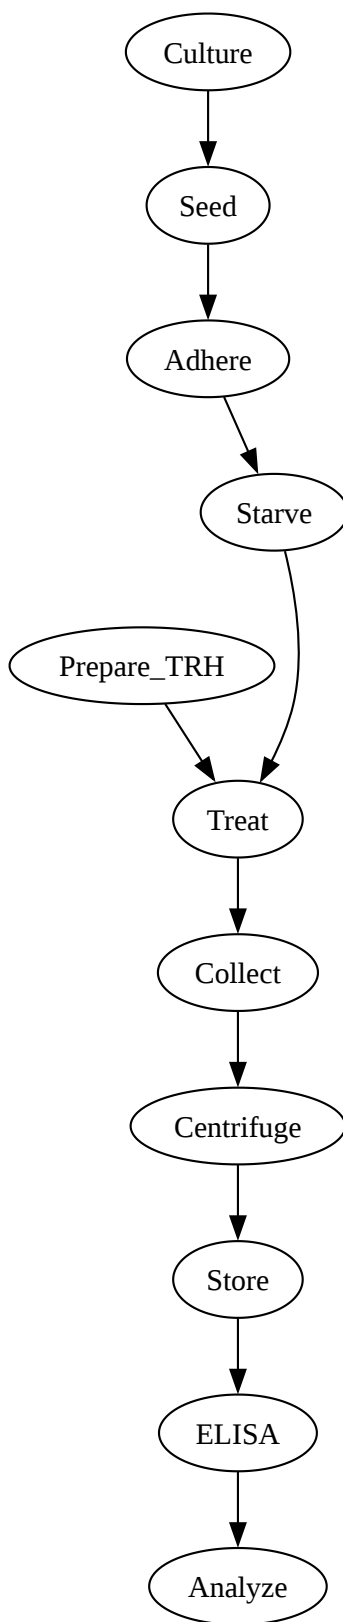 Culture
Seed
Adhere
Starve
Prepare_TRH
Treat
Collect
Centrifuge
Store
ELISA
Analyze